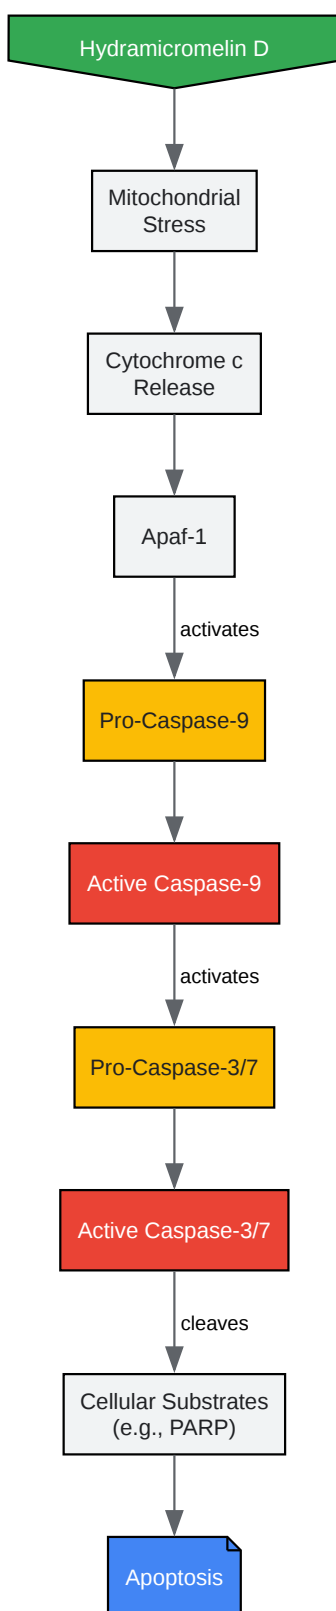 Hydramicromelin D
Mitochondrial
Stress
Cytochrome c
Release
Apaf-1
activates
Pro-Caspase-9
Active Caspase-9
activates
Pro-Caspase-3/7
Active Caspase-3/7
cleaves
Cellular Substrates
(e.g., PARP)
Apoptosis